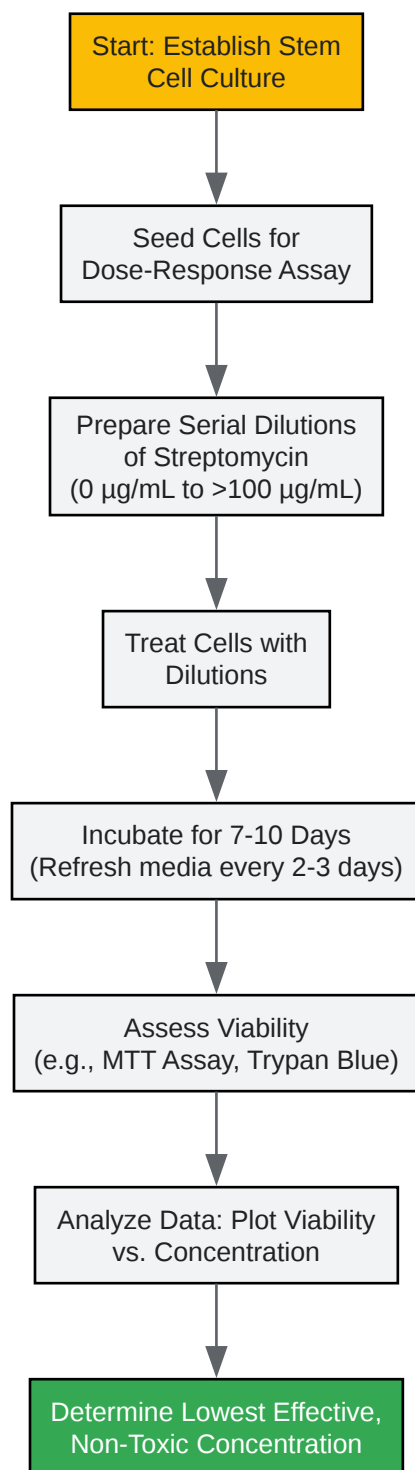 Start: Establish Stem
Cell Culture
Seed Cells for
Dose-Response Assay
Prepare Serial Dilutions
of Streptomycin
(0 µg/mL to >100 µg/mL)
Treat Cells with
Dilutions
Incubate for 7-10 Days
(Refresh media every 2-3 days)
Assess Viability
(e.g., MTT Assay, Trypan Blue)
Analyze Data: Plot Viability
vs. Concentration
Determine Lowest Effective,
Non-Toxic Concentration